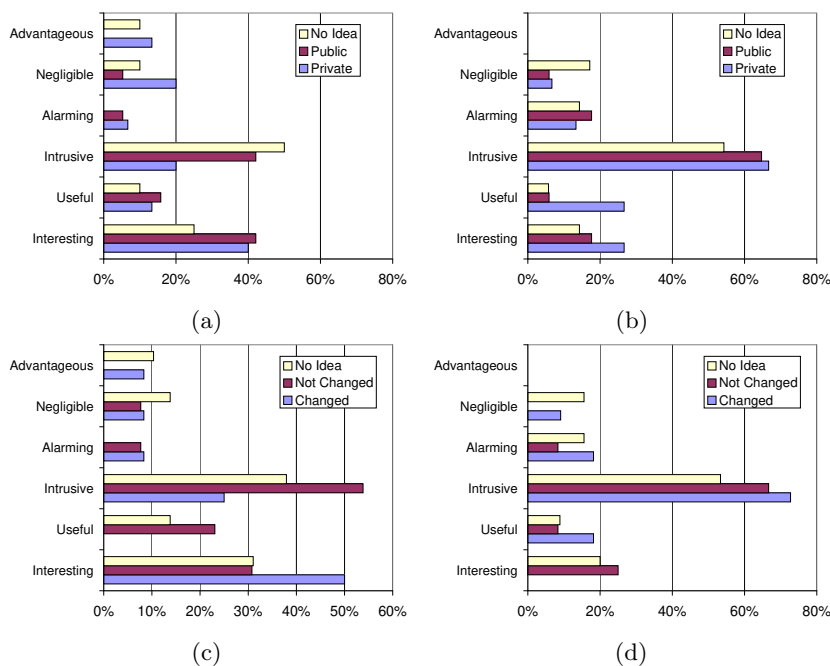 Advantageous
Negligible
Alarming
Intrusive
Useful
Interesting
0% 20% 40% 60% 80%
No Idea
Public
Private
(a)
Advantageous
Negligible
Alarming
Intrusive
Useful
Interesting
0% 20% 40% 60% 80%
No Idea
Public
Private
(b)
Advantageous
Negligible
Alarming
Intrusive
Useful
Interesting
0% 10% 20% 30% 40% 50% 60%
No Idea
Not Changed
Changed
(c)
Advantageous
Negligible
Alarming
Intrusive
Useful
Interesting
0% 20% 40% 60% 80%
No Idea
Not Changed
Changed
(d)